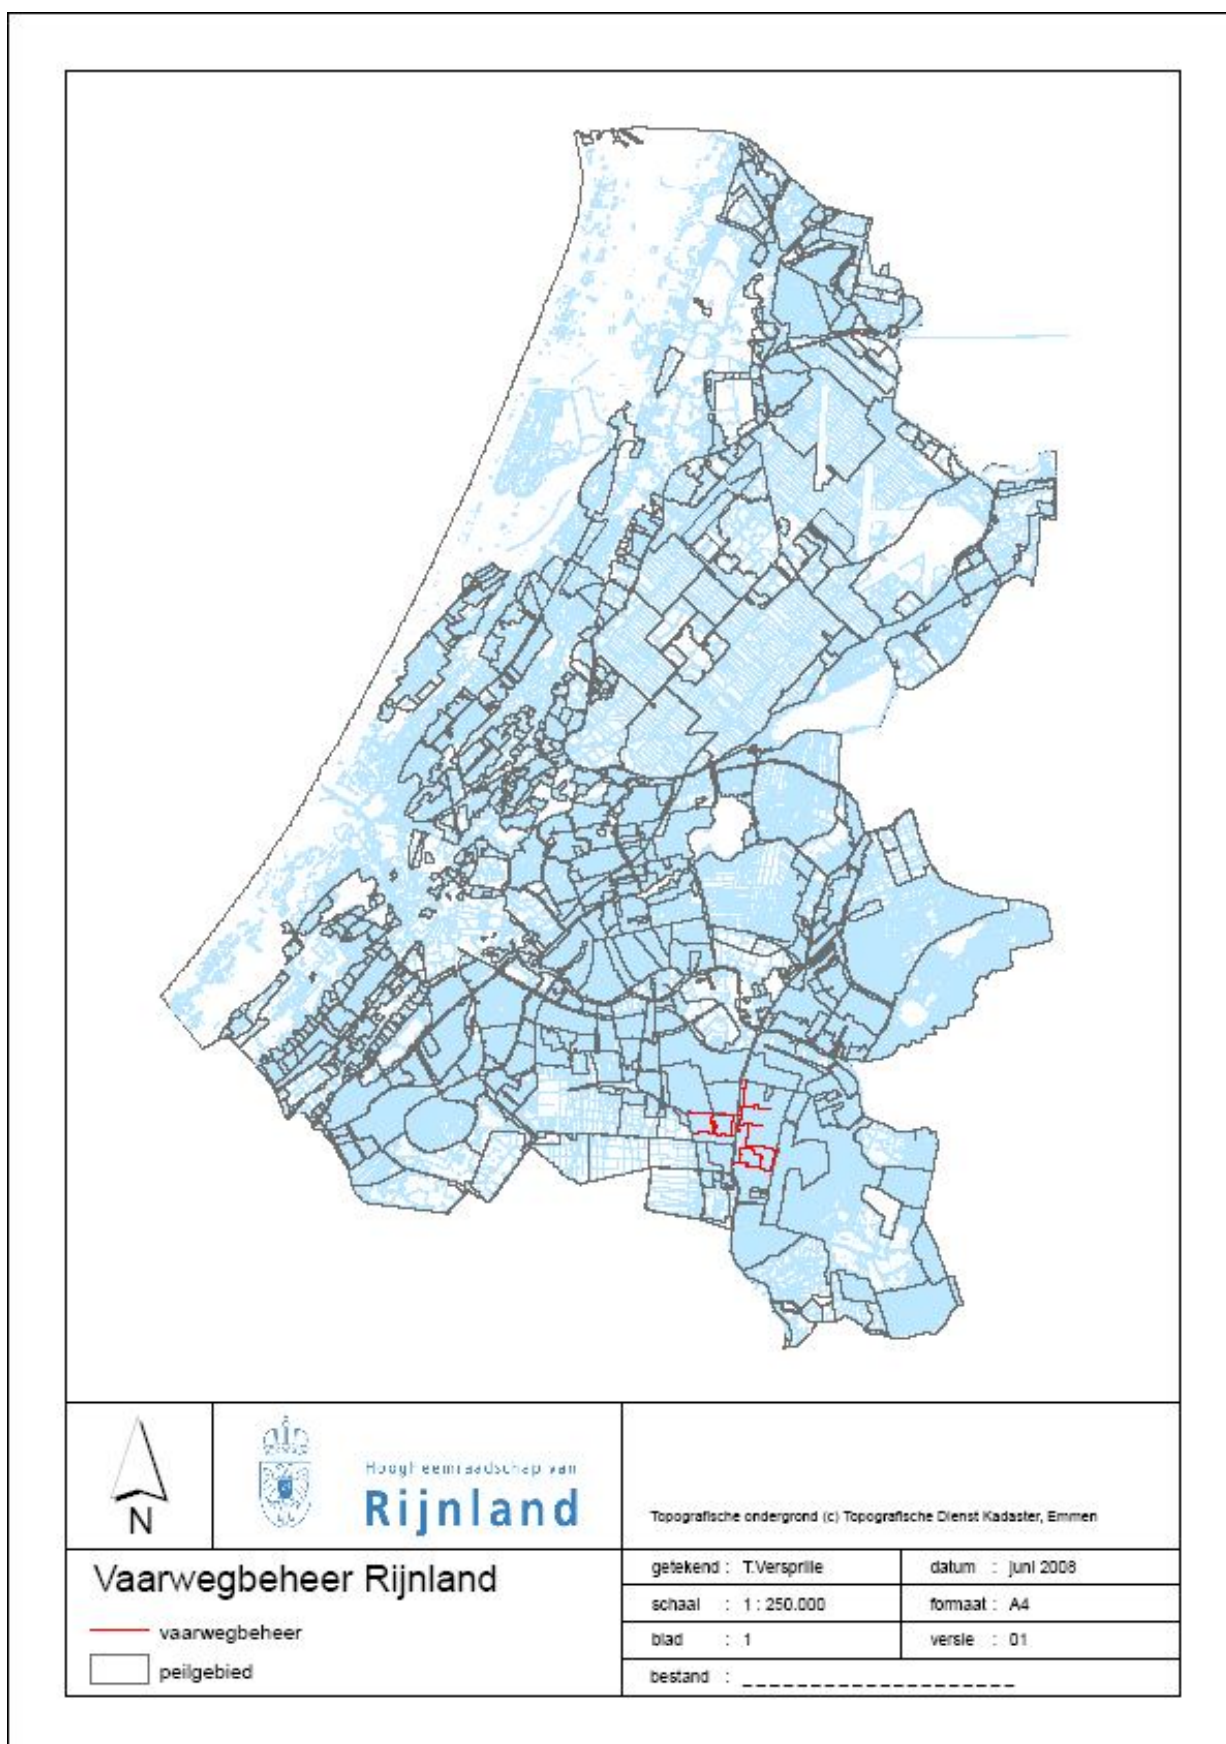 N
Hoogheemraadschap van
Rijnland
Topografische ondergrond (c) Topografische Dienst Kadaster, Emmen
Vaarwegbeheer Rijnland
vaarwegbeheer
peilgebied
getekend : T.Versprille
datum : juni 2008
schaal : 1 : 250.000
formaat : A4
blad : 1
versie : 01
bestand : _ _ _ _ _ _ _ _ _ _ _ _ _ _ _ _ _ _ _ _